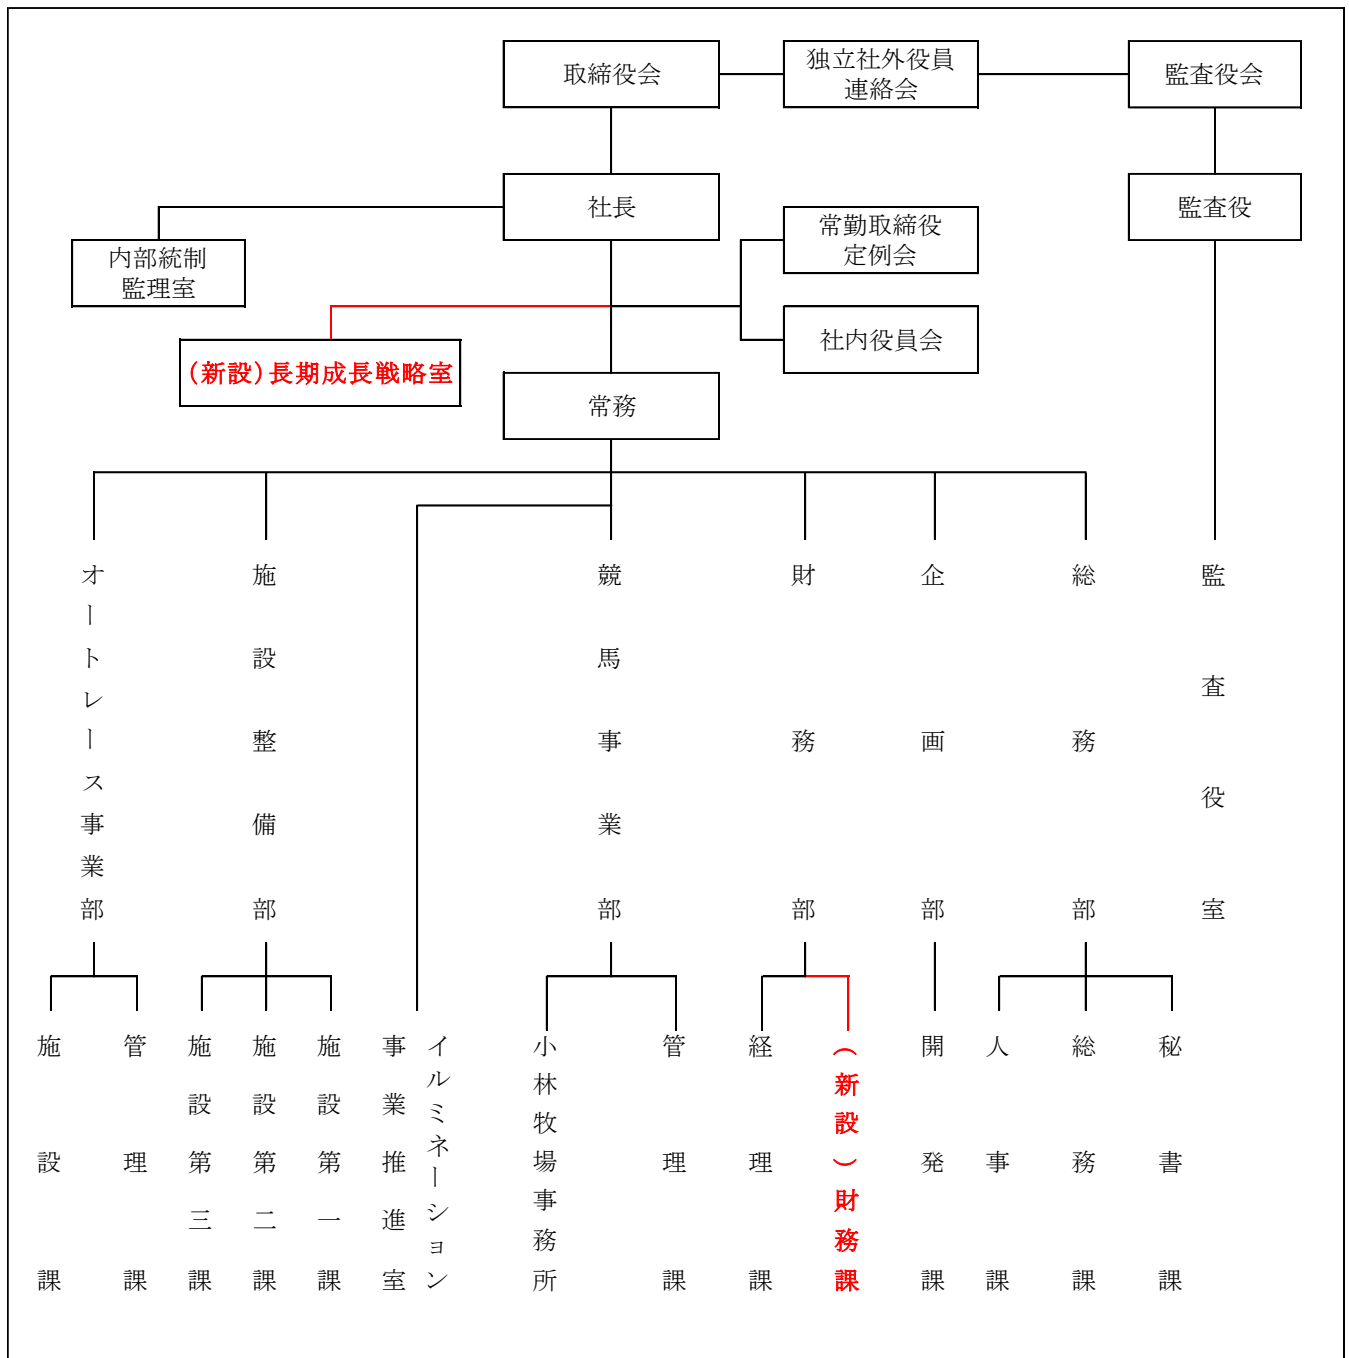 取締役会
独立社外役員
連絡会
監査役会
社長
監査役
常勤取締役
定例会
内部統制
監理室
社内役員会
(新設)長期成長戦略室
常務
オートレース事業部
施設整備部
競馬事業部
財務部
企画部
総務部
監査役室
施設課
管理課
施設第三課
施設第二課
施設第一課
イルミネーション
事業推進室
小林牧場事務所
管理課
経理課
(新設)財務課
開発課
人事課
総務課
秘書課